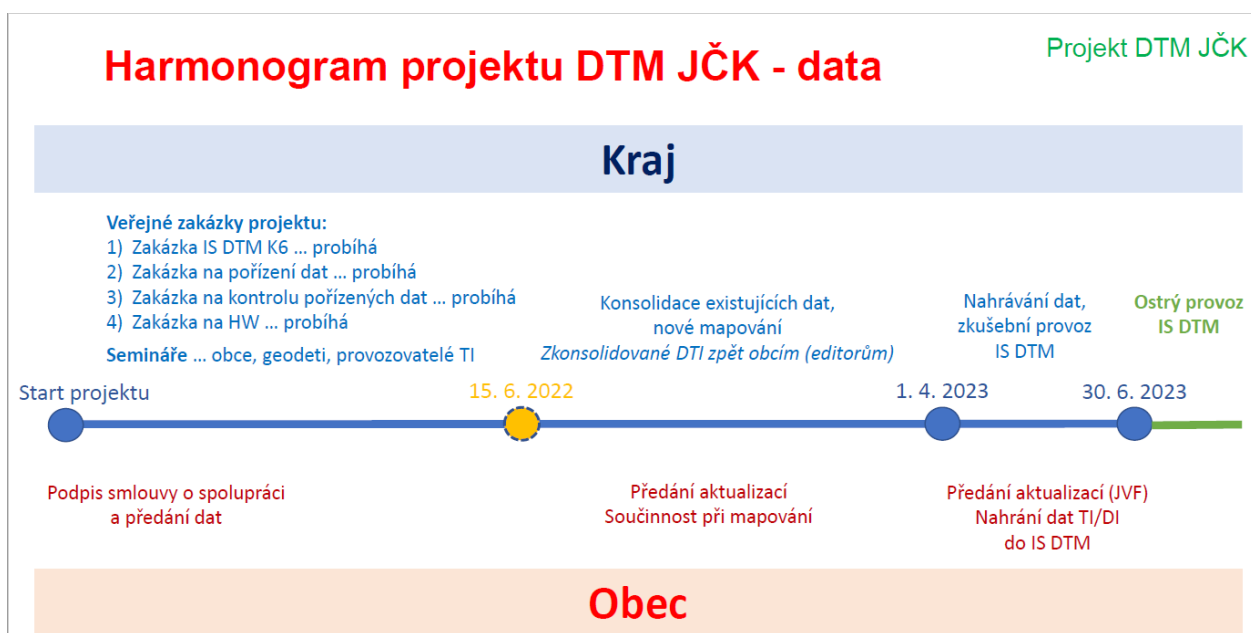 Harmonogram projektu DTM JČK - data
Projekt DTM JČK
Kraj
Veřejné zakázky projektu:
1) Zakázka IS DTM K6 ... probíhá
2) Zakázka na pořízení dat ... probíhá
3) Zakázka na kontrolu pořízených dat ... probíhá
4) Zakázka na HW ... probíhá
Semináře ... obce, geodeti, provozovatelé TI
Konsolidace existujících dat,
nové mapování
Zkonsolidované DTI zpět obcím (editorům)
Nahrávání dat,
zkušební provoz
IS DTM
Ostrý provoz
IS DTM
Start projektu
15. 6. 2022
1. 4. 2023
30. 6. 2023
Podpis smlouvy o spolupráci
a předání dat
Předání aktualizací
Součinnost při mapování
Předání aktualizací (JVF)
Nahrání dat TI/DI
do IS DTM
Obec